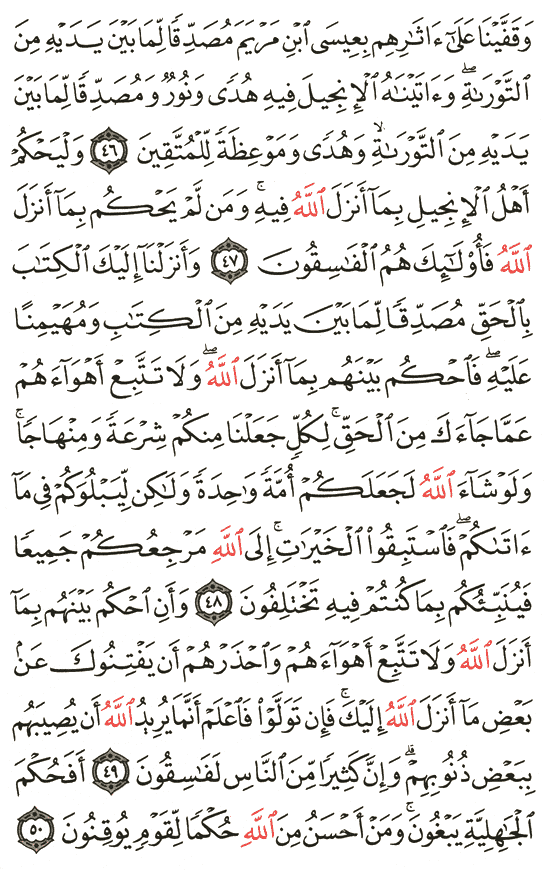 وَقَفَّيۡنَا عَلَىٰٓ ءَاثَٰرِهِم بِعِيسَى ٱبۡنِ مَرۡيَمَ مُصَدِّقٗا لِّمَا بَيۡنَ يَدَيۡهِ مِنَ
ٱلتَّوۡرَىٰةِۖ وَءَاتَيۡنَٰهُ ٱلۡإِنجِيلَ فِيهِ هُدٗى وَنُورٞ وَمُصَدِّقٗا لِّمَا بَيۡنَ
يَدَيۡهِ مِنَ ٱلتَّوۡرَىٰةِۙ وَهُدٗى وَمَوۡعِظَةٗ لِّلۡمُتَّقِينَ ٤٦ وَلۡيَحۡكُمۡ
أَهۡلُ ٱلۡإِنجِيلِ بِمَآ أَنزَلَ ٱللَّهُ فِيهِۚ وَمَن لَّمۡ يَحۡكُم بِمَآ أَنزَلَ
ٱللَّهُ فَأُوْلَٰٓئِكَ هُمُ ٱلۡفَٰسِقُونَ ٤٧ وَأَنزَلۡنَآ إِلَيۡكَ ٱلۡكِتَٰبَ
بِٱلۡحَقِّ مُصَدِّقٗا لِّمَا بَيۡنَ يَدَيۡهِ مِنَ ٱلۡكِتَٰبِ وَمُهَيۡمِنًا
عَلَيۡهِۖ فَٱحۡكُم بَيۡنَهُم بِمَآ أَنزَلَ ٱللَّهُۖ وَلَا تَتَّبِعۡ أَهۡوَآءَهُمۡ
عَمَّا جَآءَكَ مِنَ ٱلۡحَقِّۚ لِكُلّٖ جَعَلۡنَا مِنكُمۡ شِرۡعَةٗ وَمِنۡهَاجٗاۚ
وَلَوۡ شَآءَ ٱللَّهُ لَجَعَلَكُمۡ أُمَّةٗ وَٰحِدَةٗ وَلَٰكِن لِّيَبۡلُوَكُمۡ فِي مَآ
ءَاتَىٰكُمۡۖ فَٱسۡتَبِقُواْ ٱلۡخَيۡرَٰتِۚ إِلَى ٱللَّهِ مَرۡجِعُكُمۡ جَمِيعٗا
فَيُنَبِّئُكُم بِمَا كُنتُمۡ فِيهِ تَخۡتَلِفُونَ ٤٨ وَأَنِ ٱحۡكُم بَيۡنَهُم بِمَآ
أَنزَلَ ٱللَّهُ وَلَا تَتَّبِعۡ أَهۡوَآءَهُمۡ وَٱحۡذَرۡهُمۡ أَن يَفۡتِنُوكَ عَنۢ
بَعۡضِ مَآ أَنزَلَ ٱللَّهُ إِلَيۡكَۖ فَإِن تَوَلَّوۡاْ فَٱعۡلَمۡ أَنَّمَا يُرِيدُ ٱللَّهُ أَن يُصِيبَهُم
بِبَعۡضِ ذُنُوبِهِمۡۗ وَإِنَّ كَثِيرٗا مِّنَ ٱلنَّاسِ لَفَٰسِقُونَ ٤٩ أَفَحُكۡمَ
ٱلۡجَٰهِلِيَّةِ يَبۡغُونَۚ وَمَنۡ أَحۡسَنُ مِنَ ٱللَّهِ حُكۡمٗا لِّقَوۡمٖ يُوقِنُونَ ٥٠